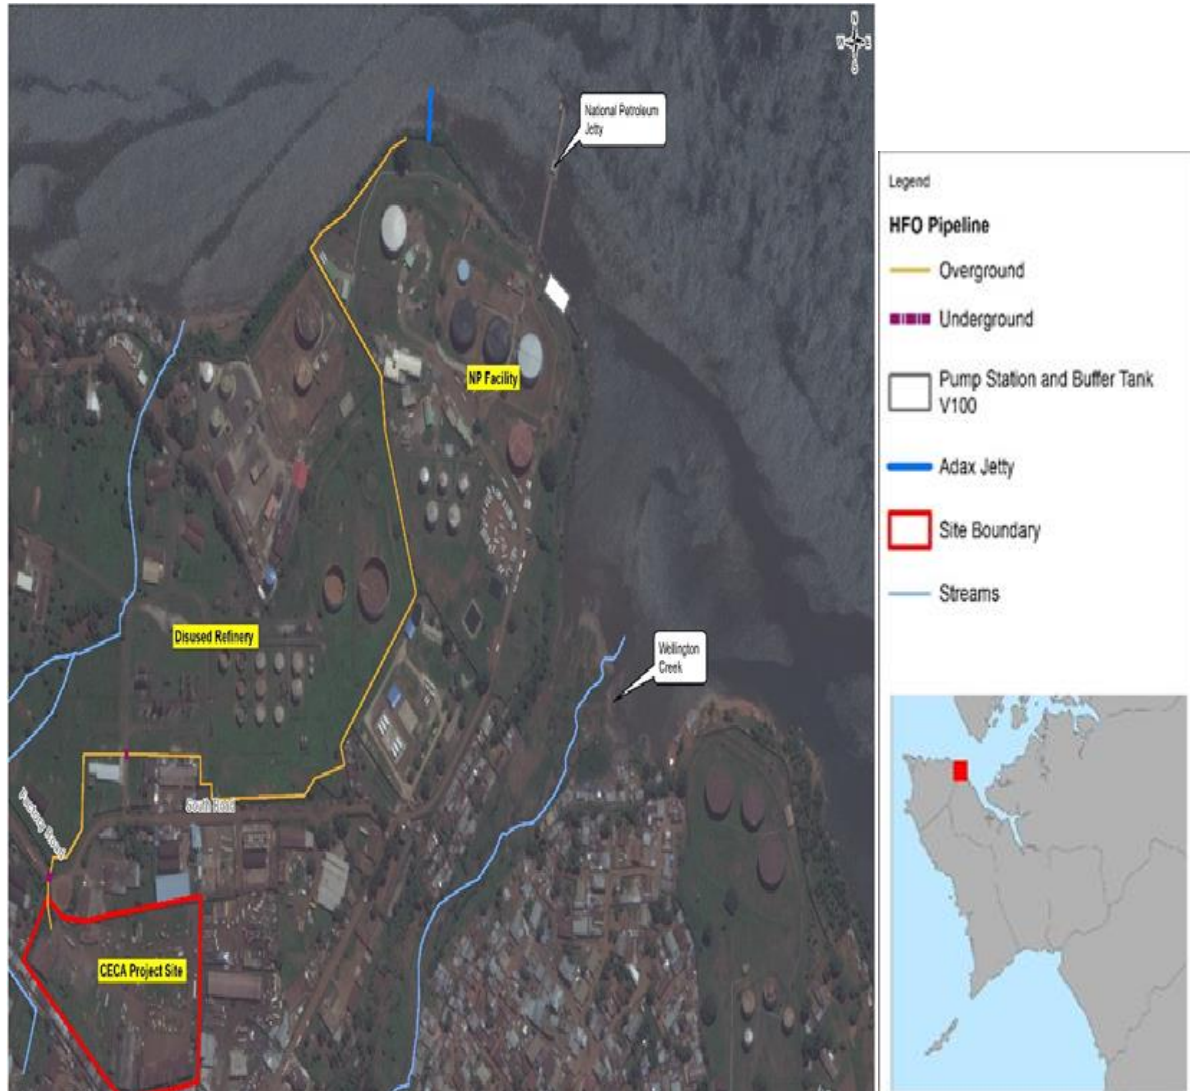 N
W E
S
National Petroleum
Jetty
NP Facility
Disused Refinery
Wellington
Creek
South Road
CECA Project Site
Legend
HFO Pipeline
Overground
Underground
Pump Station and Buffer Tank
V100
Adax Jetty
Site Boundary
Streams